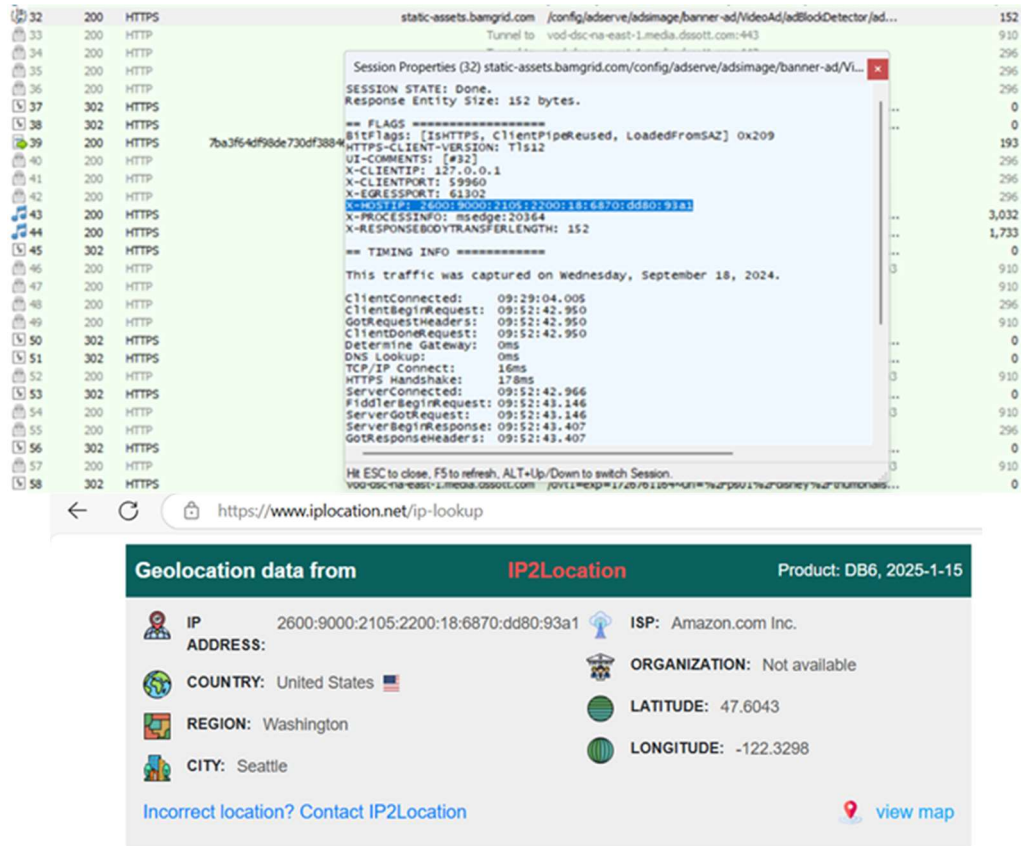 32 200 HTTPS static-assets.bamgrid.com /config/adserve/adsimage/banner-ad/VideoAd/adBlockDetector/ad... 152
33 200 HTTP Tunnel to vod-dsc-na-east-1.media.dssott.com:443 910
34 200 HTTP Tunnel to 296
35 200 HTTP 296
36 200 HTTP 296
37 302 HTTPS ... 0
38 302 HTTPS ... 0
39 200 HTTPS 193
40 200 HTTP 296
41 200 HTTP 296
42 200 HTTP 296
43 200 HTTPS ... 3,032
44 200 HTTPS ... 1,733
45 302 HTTPS ... 0
46 200 HTTP 3 910
47 200 HTTP 910
48 200 HTTP 296
49 200 HTTP 910
50 302 HTTPS ... 0
51 302 HTTPS ... 0
52 200 HTTP 3 910
53 302 HTTPS ... 0
54 200 HTTP 3 910
55 200 HTTP 296
56 302 HTTPS ... 0
57 200 HTTP 3 910
58 302 HTTPS vod-dsc-na-east-1.media.dssott.com 0
Session Properties (32) static-assets.bamgrid.com/config/adserve/adsimage/banner-ad/Vi...
SESSION STATE: Done.
Response Entity Size: 152 bytes.
== FLAGS ==================
BitFlags: [IsHTTPS, ClientPipeReused, LoadedFromSAZ] 0x209
HTTPS-CLIENT-VERSION: Tls12
UI-COMMENTS: [#32]
X-CLIENTIP: 127.0.0.1
X-CLIENTPORT: 59960
X-EGRESSPORT: 61302
X-HOSTIP: 2600:9000:2105:2200:18:6870:dd80:93a1
X-PROCESSINFO: msedge:20364
X-RESPONSEBODYTRANSFERLENGTH: 152
== TIMING INFO ============
This traffic was captured on Wednesday, September 18, 2024.
ClientConnected: 09:29:04.005
ClientBeginRequest: 09:52:42.950
GotRequestHeaders: 09:52:42.950
ClientDoneRequest: 09:52:42.950
Determine Gateway: 0ms
DNS Lookup: 0ms
TCP/IP Connect: 16ms
HTTPS Handshake: 178ms
ServerConnected: 09:52:42.966
FiddlerBeginRequest: 09:52:43.146
ServerGotRequest: 09:52:43.146
ServerBeginResponse: 09:52:43.407
GotResponseHeaders: 09:52:43.407
Hit ESC to close, F5 to refresh, ALT+Up/Down to switch Session.
https://www.iplocation.net/ip-lookup
Geolocation data from IP2Location Product: DB6, 2025-1-15
IP ADDRESS: 2600:9000:2105:2200:18:6870:dd80:93a1
COUNTRY: United States
REGION: Washington
CITY: Seattle
ISP: Amazon.com Inc.
ORGANIZATION: Not available
LATITUDE: 47.6043
LONGITUDE: -122.3298
Incorrect location? Contact IP2Location
view map